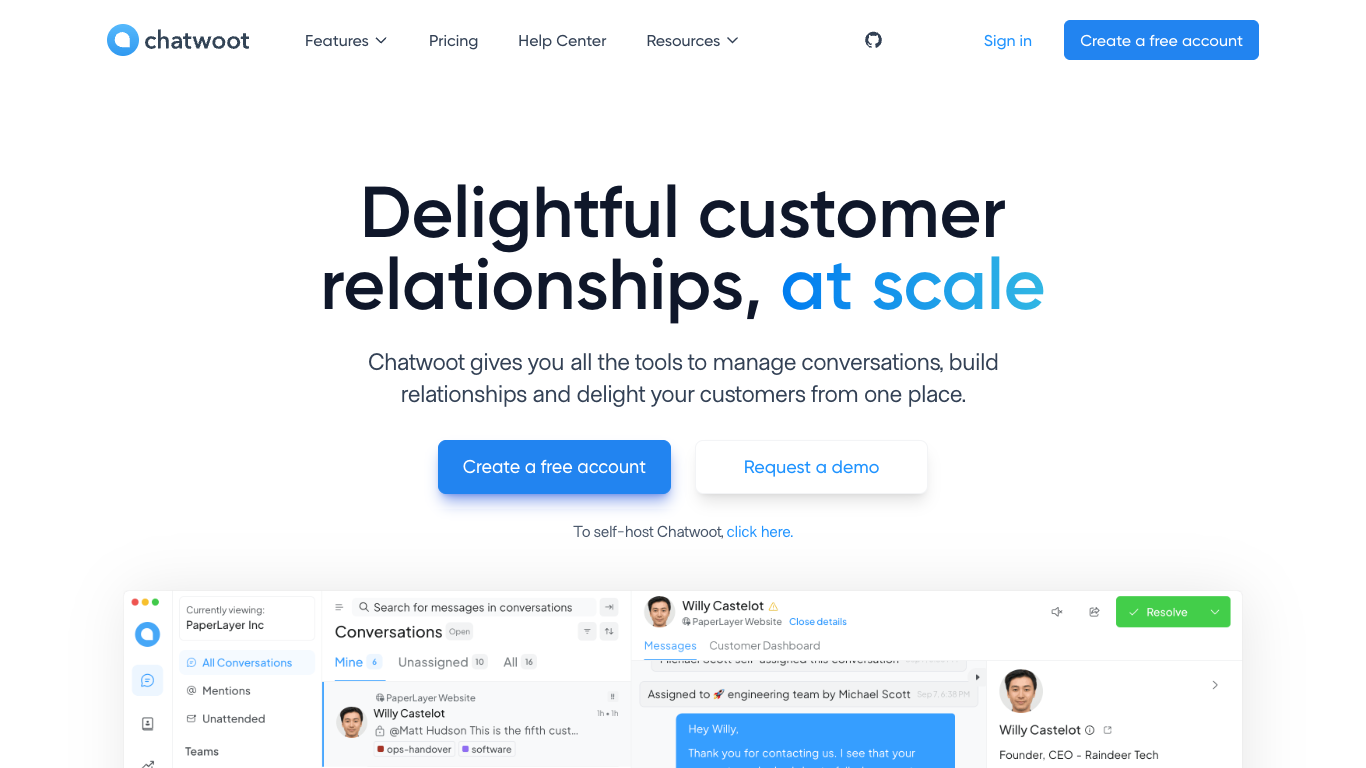 chatwoot
Features
Pricing
Help Center
Resources
Sign in
Create a free account
Delightful customer
relationships, at scale
Chatwoot gives you all the tools to manage conversations, build
relationships and delight your customers from one place.
Create a free account
Request a demo
To self-host Chatwoot, click here.
Currently viewing:
PaperLayer Inc
All Conversations
@ Mentions
Unattended
Teams
Search for messages in conversations
Conversations Open
Mine 6 Unassigned 10 All 16
PaperLayer Website
Willy Castelot 1h • 1h
@Matt Hudson This is the fifth cust...
ops-handover software
Willy Castelot
PaperLayer Website Close details
Resolve
Messages Customer Dashboard
Michael Scott self-assigned this conversation
Assigned to 🚀 engineering team by Michael Scott Sep 7, 6:38 PM
Hey Willy,
Thank you for contacting us. I see that your
Willy Castelot
Founder, CEO - Raindeer Tech